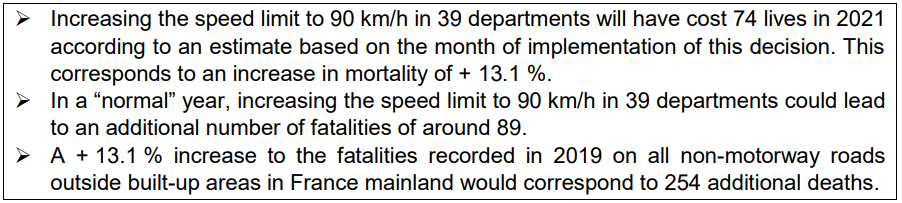 ➢ Increasing the speed limit to 90 km/h in 39 departments will have cost 74 lives in 2021
according to an estimate based on the month of implementation of this decision. This
corresponds to an increase in mortality of + 13.1 %.
➢ In a “normal” year, increasing the speed limit to 90 km/h in 39 departments could lead
to an additional number of fatalities of around 89.
➢ A + 13.1 % increase to the fatalities recorded in 2019 on all non-motorway roads
outside built-up areas in France mainland would correspond to 254 additional deaths.